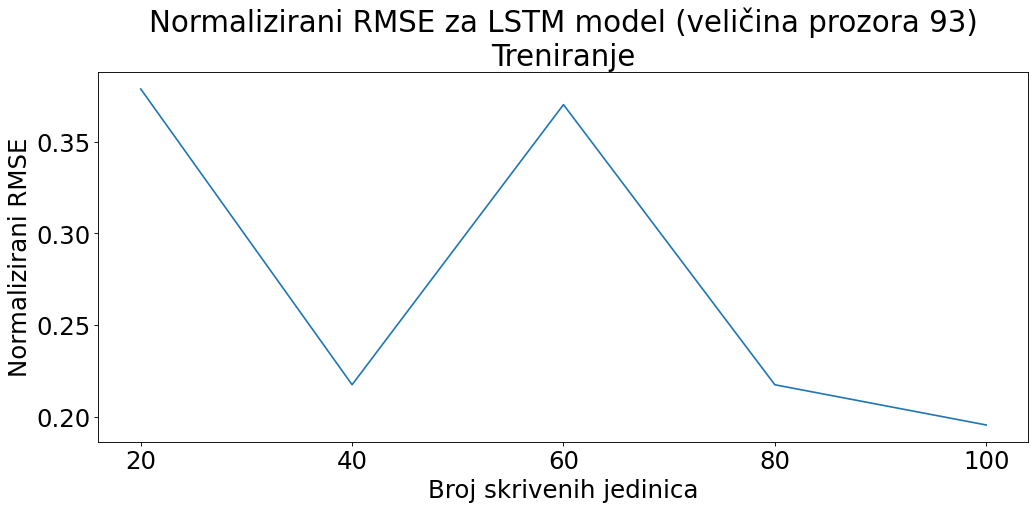 Normalizirani RMSE za LSTM model (veličina prozora 93)
Treniranje
Normalizirani RMSE
0.35
0.30
0.25
0.20
20 40 60 80 100
Broj skrivenih jedinica